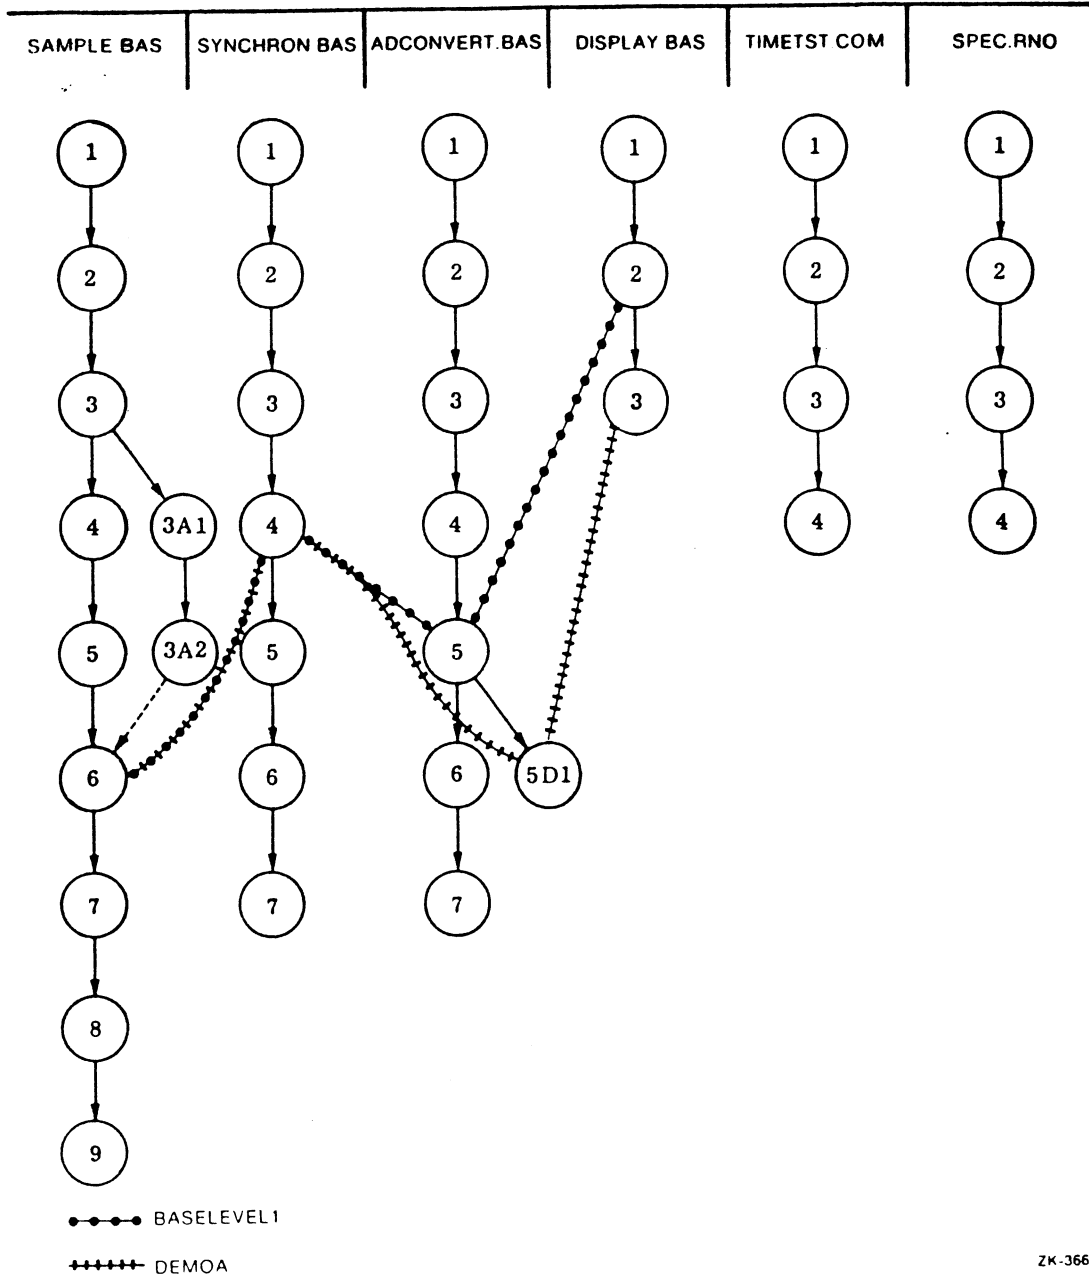 SAMPLE BAS SYNCHRON BAS ADCONVERT.BAS DISPLAY BAS TIMETST.COM SPEC.RNO
1 1 1 1 1 1
2 2 2 2 2 2
3 3 3 3 3 3
4 3A1 4 4 4 4
5 3A2 5 5
6 6 6 5D1
7 7 7
8
9
BASELEVEL1
DEMOA
ZK-366